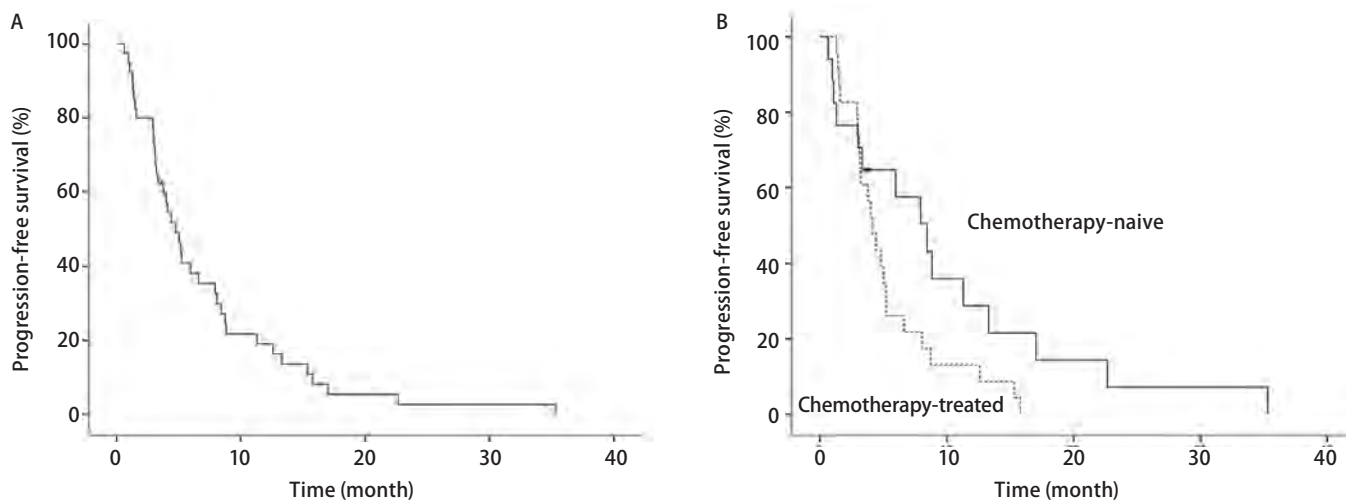 A
100
80
60
40
20
0
Progression-free survival (%)
0 10 20 30 40
Time (month)
B
100
80
60
40
20
0
Progression-free survival (%)
Chemotherapy-naive
Chemotherapy-treated
0 10 20 30 40
Time (month)